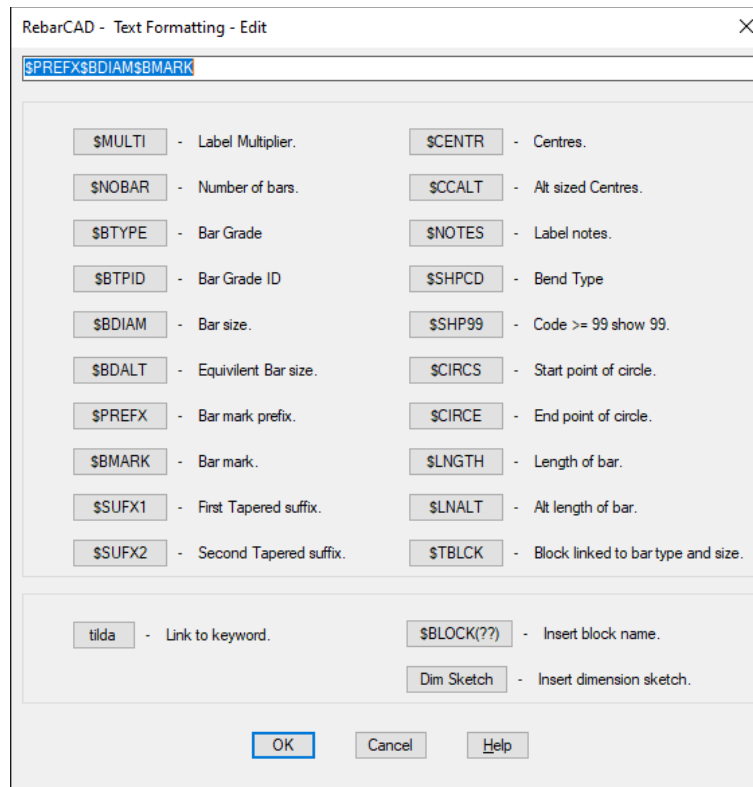 RebarCAD -  Text Formatting - Edit
$PREFX$BDIAM$BMARK
$MULTI - Label Multiplier. $CENTR - Centres.
$NOBAR - Number of bars. $CCALT - Alt sized Centres.
$BTYPE - Bar Grade $NOTES - Label notes.
$BTPID - Bar Grade ID $SHPCD - Bend Type
$BDIAM - Bar size. $SHP99 - Code >= 99 show 99.
$BDALT - Equivilent Bar size. $CIRCS - Start point of circle.
$PREFX - Bar mark prefix. $CIRCE - End point of circle.
$BMARK - Bar mark. $LNGTH - Length of bar.
$SUFX1 - First Tapered suffix. $LNALT - Alt length of bar.
$SUFX2 - Second Tapered suffix. $TBLCK - Block linked to bar type and size.
tilda - Link to keyword. $BLOCK(??) - Insert block name.
Dim Sketch - Insert dimension sketch.
OK Cancel Help